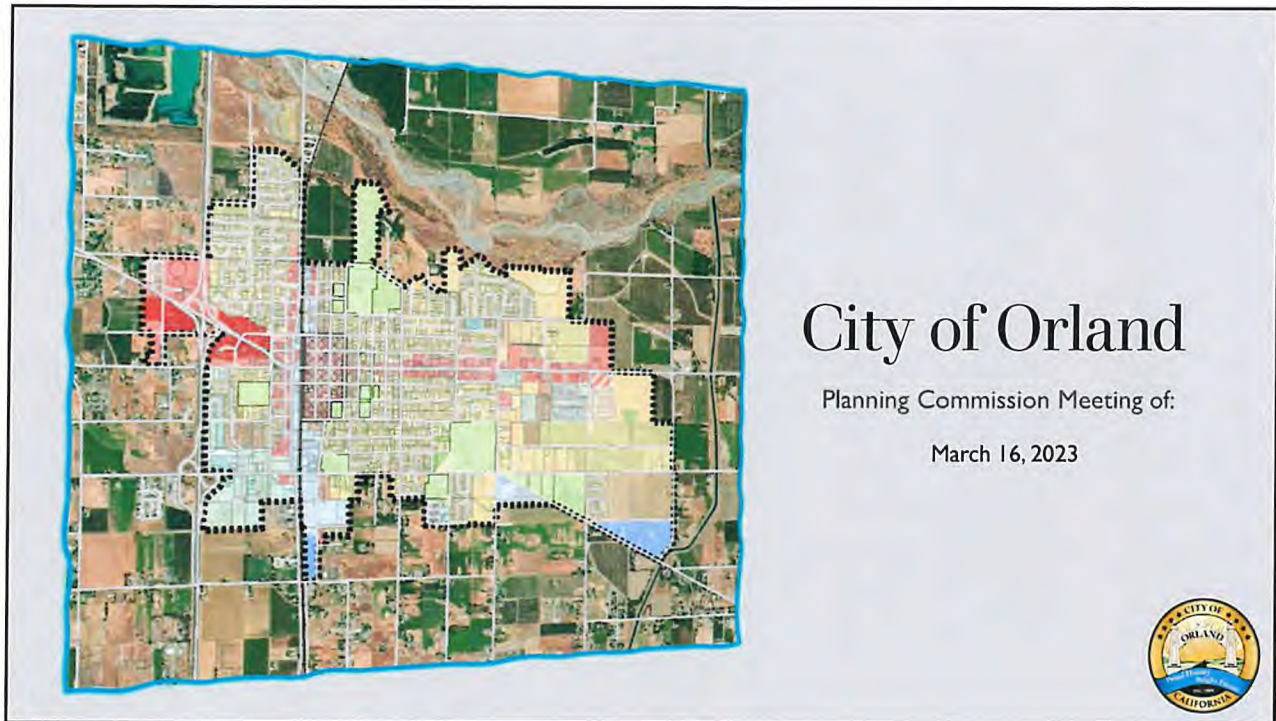 City of Orland
Planning Commission Meeting of:
March 16, 2023
CITY OF
ORLAND
CALIFORNIA